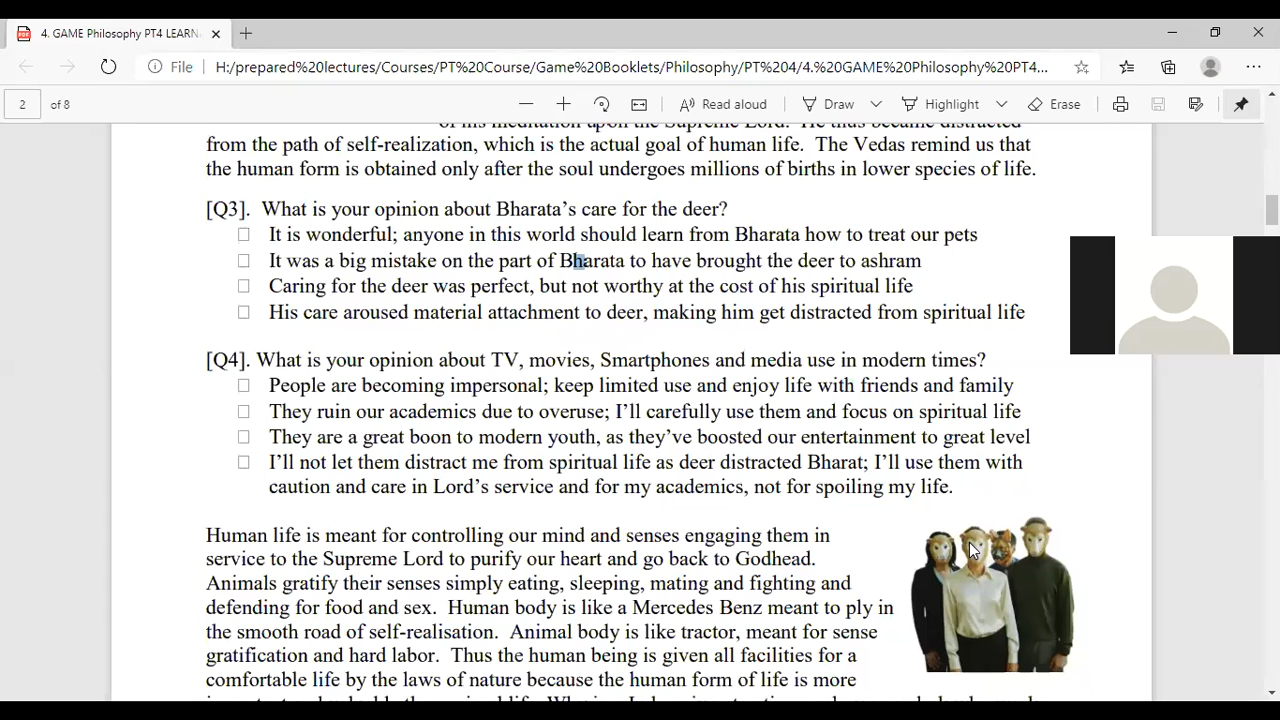 4. GAME Philosophy PT4 LEARN
File H:/prepared%20lectures/Courses/PT%20Course/Game%20Booklets/Philosophy/PT%204/4.%20GAME%20Philosophy%20PT4...
2 of 8 Read aloud Draw Highlight Erase
of his meditation upon the Supreme Lord. He thus became distracted
from the path of self-realization, which is the actual goal of human life. The Vedas remind us that
the human form is obtained only after the soul undergoes millions of births in lower species of life.
[Q3]. What is your opinion about Bharata's care for the deer?
It is wonderful; anyone in this world should learn from Bharata how to treat our pets
It was a big mistake on the part of Bharata to have brought the deer to ashram
Caring for the deer was perfect, but not worthy at the cost of his spiritual life
His care aroused material attachment to deer, making him get distracted from spiritual life
[Q4]. What is your opinion about TV, movies, Smartphones and media use in modern times?
People are becoming impersonal; keep limited use and enjoy life with friends and family
They ruin our academics due to overuse; I'll carefully use them and focus on spiritual life
They are a great boon to modern youth, as they've boosted our entertainment to great level
I'll not let them distract me from spiritual life as deer distracted Bharat; I'll use them with
caution and care in Lord's service and for my academics, not for spoiling my life.
Human life is meant for controlling our mind and senses engaging them in
service to the Supreme Lord to purify our heart and go back to Godhead.
Animals gratify their senses simply eating, sleeping, mating and fighting and
defending for food and sex. Human body is like a Mercedes Benz meant to ply in
the smooth road of self-realisation. Animal body is like tractor, meant for sense
gratification and hard labor. Thus the human being is given all facilities for a
comfortable life by the laws of nature because the human form of life is more